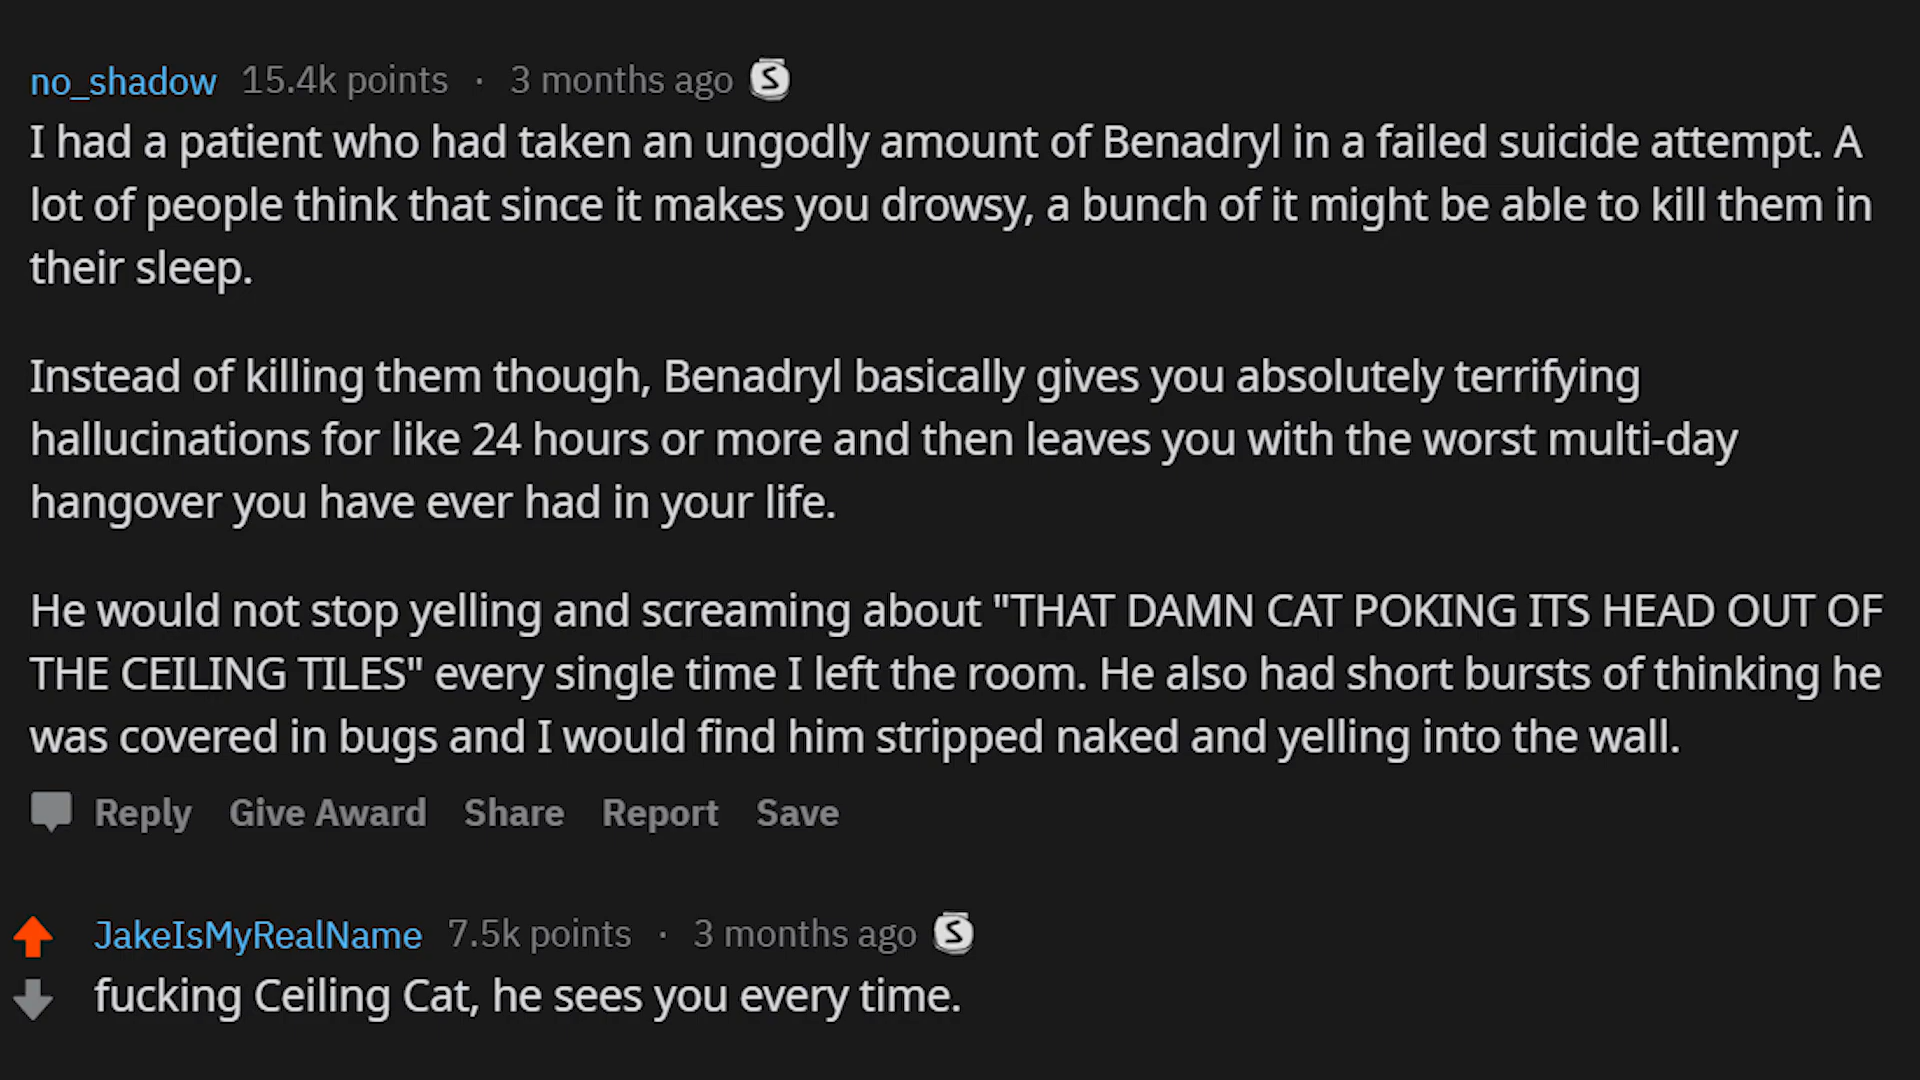 no_shadow 15.4k points · 3 months ago S
I had a patient who had taken an ungodly amount of Benadryl in a failed suicide attempt. A
lot of people think that since it makes you drowsy, a bunch of it might be able to kill them in
their sleep.
Instead of killing them though, Benadryl basically gives you absolutely terrifying
hallucinations for like 24 hours or more and then leaves you with the worst multi-day
hangover you have ever had in your life.
He would not stop yelling and screaming about "THAT DAMN CAT POKING ITS HEAD OUT OF
THE CEILING TILES" every single time I left the room. He also had short bursts of thinking he
was covered in bugs and I would find him stripped naked and yelling into the wall.
Reply Give Award Share Report Save
JakeIsMyRealName 7.5k points · 3 months ago S
fucking Ceiling Cat, he sees you every time.